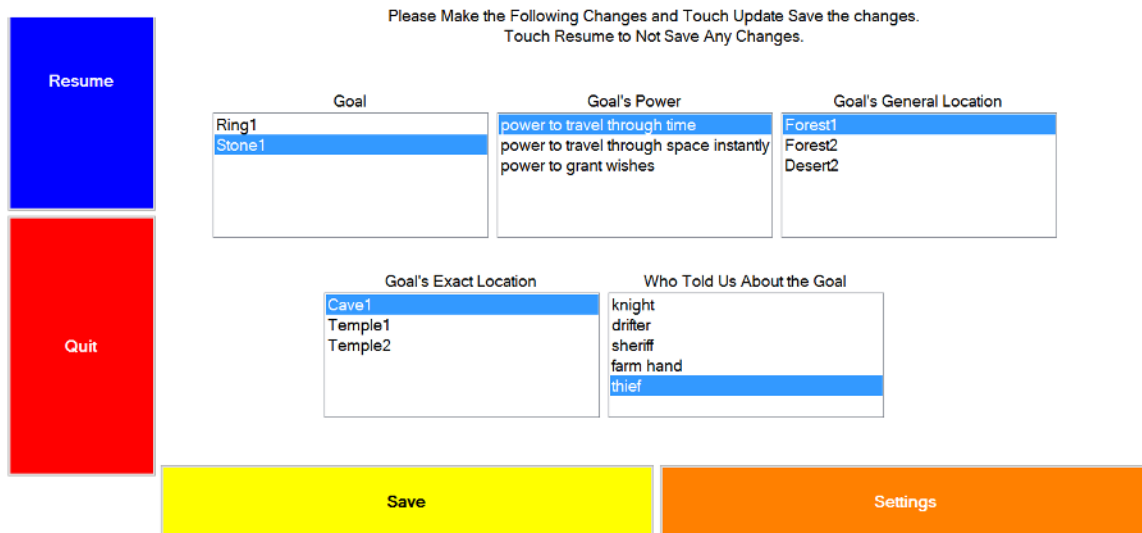 Please Make the Following Changes and Touch Update Save the changes.
Touch Resume to Not Save Any Changes.
Resume
Goal
Ring1
Stone1
Goal's Power
power to travel through time
power to travel through space instantly
power to grant wishes
Goal's General Location
Forest1
Forest2
Desert2
Goal's Exact Location
Cave1
Temple1
Temple2
Who Told Us About the Goal
knight
drifter
sheriff
farm hand
thief
Quit
Save
Settings